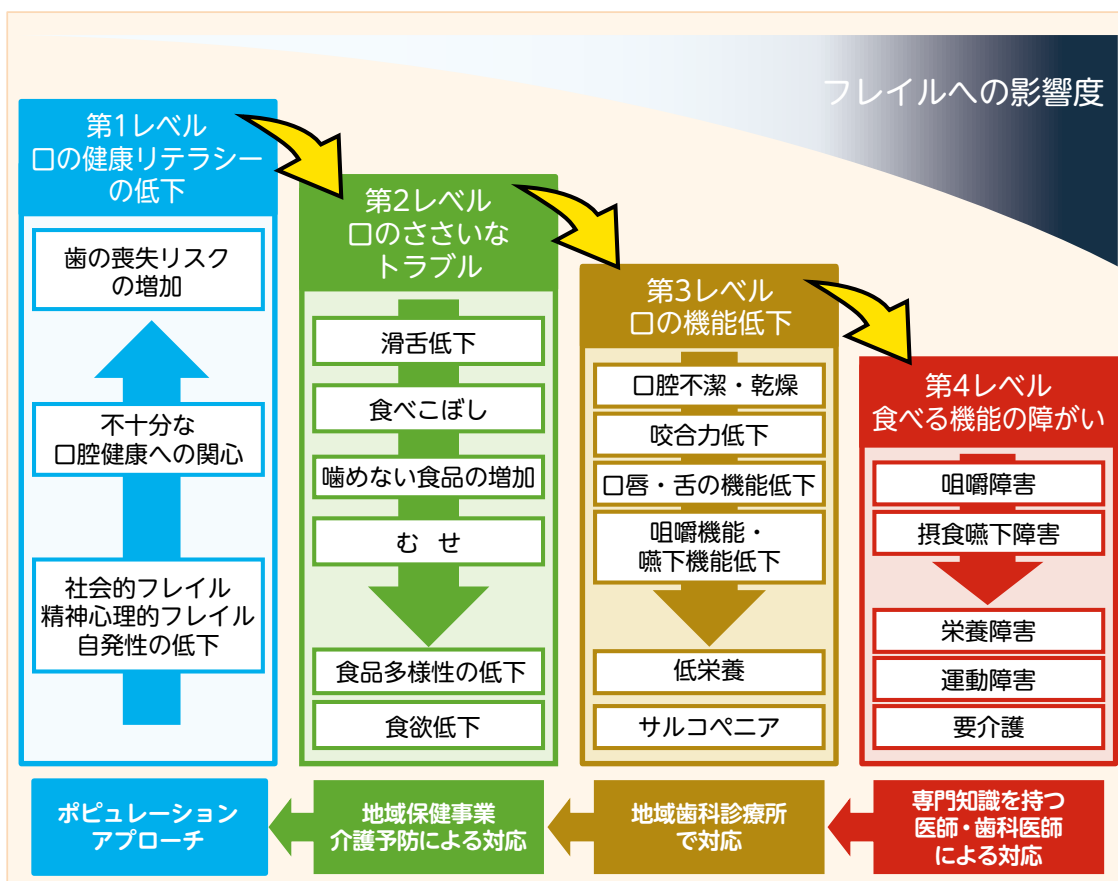 フレイルへの影響度
第1レベル
口の健康リテラシー
の低下
歯の喪失リスク
の増加
不十分な
口腔健康への関心
社会的フレイル
精神心理的フレイル
自発性の低下
ポピュレーション
アプローチ
第2レベル
口のささいな
トラブル
滑舌低下
食べこぼし
噛めない食品の増加
むせ
食品多様性の低下
食欲低下
地域保健事業
介護予防による対応
第3レベル
口の機能低下
口腔不潔・乾燥
咬合力低下
口唇・舌の機能低下
咀嚼機能・
嚥下機能低下
低栄養
サルコペニア
地域歯科診療所
で対応
第4レベル
食べる機能の障がい
咀嚼障害
摂食嚥下障害
栄養障害
運動障害
要介護
専門知識を持つ
医師・歯科医師
による対応